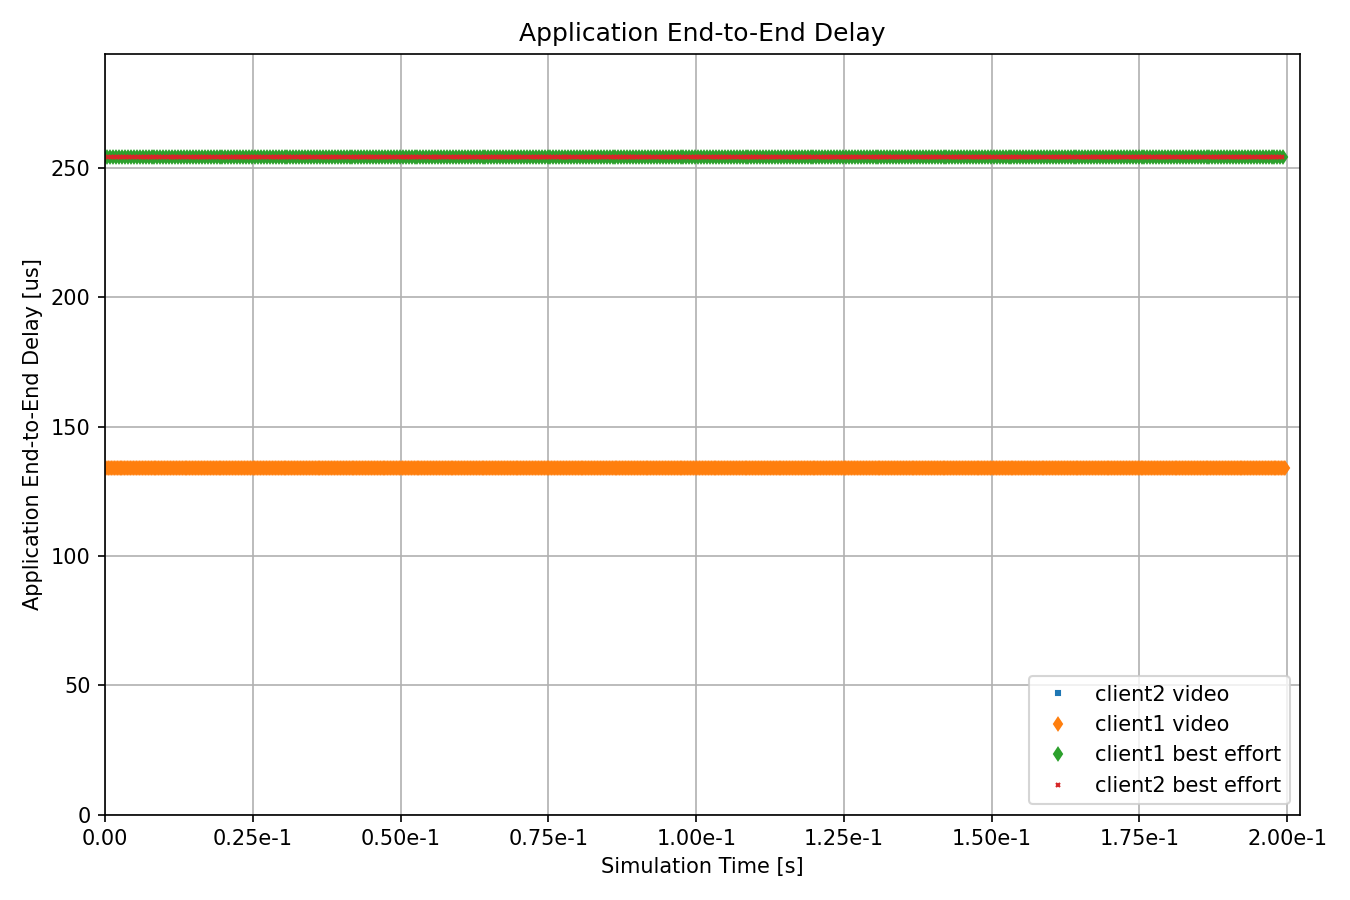 Application End-to-End Delay
Application End-to-End Delay [us]
250
200
150
100
50
0
0.00 0.25e-1 0.50e-1 0.75e-1 1.00e-1 1.25e-1 1.50e-1 1.75e-1 2.00e-1
Simulation Time [s]
client2 video
client1 video
client1 best effort
client2 best effort